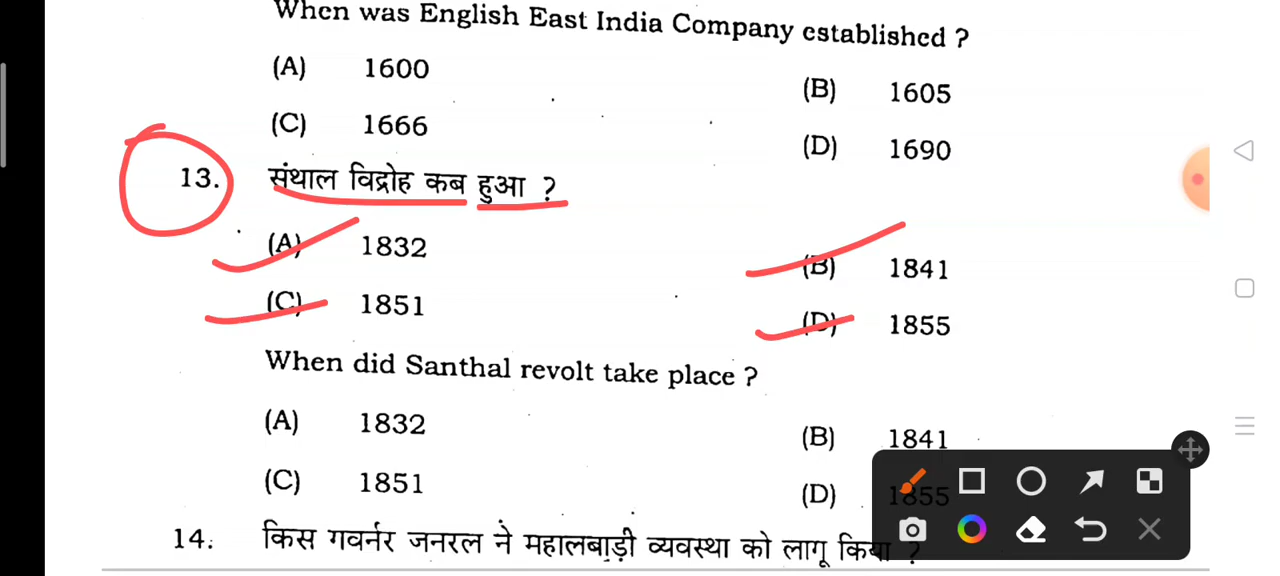 When was English East India Company established ?
(A) 1600
(B) 1605
(C) 1666
(D) 1690
13. संथाल विद्रोह कब हुआ ?
(A) 1832
(B) 1841
(C) 1851
(D) 1855
When did Santhal revolt take place ?
(A) 1832
(B) 1841
(C) 1851
(D) 1855
14. किस गवर्नर जनरल ने महालबाड़ी व्यवस्था को लागू किया ?